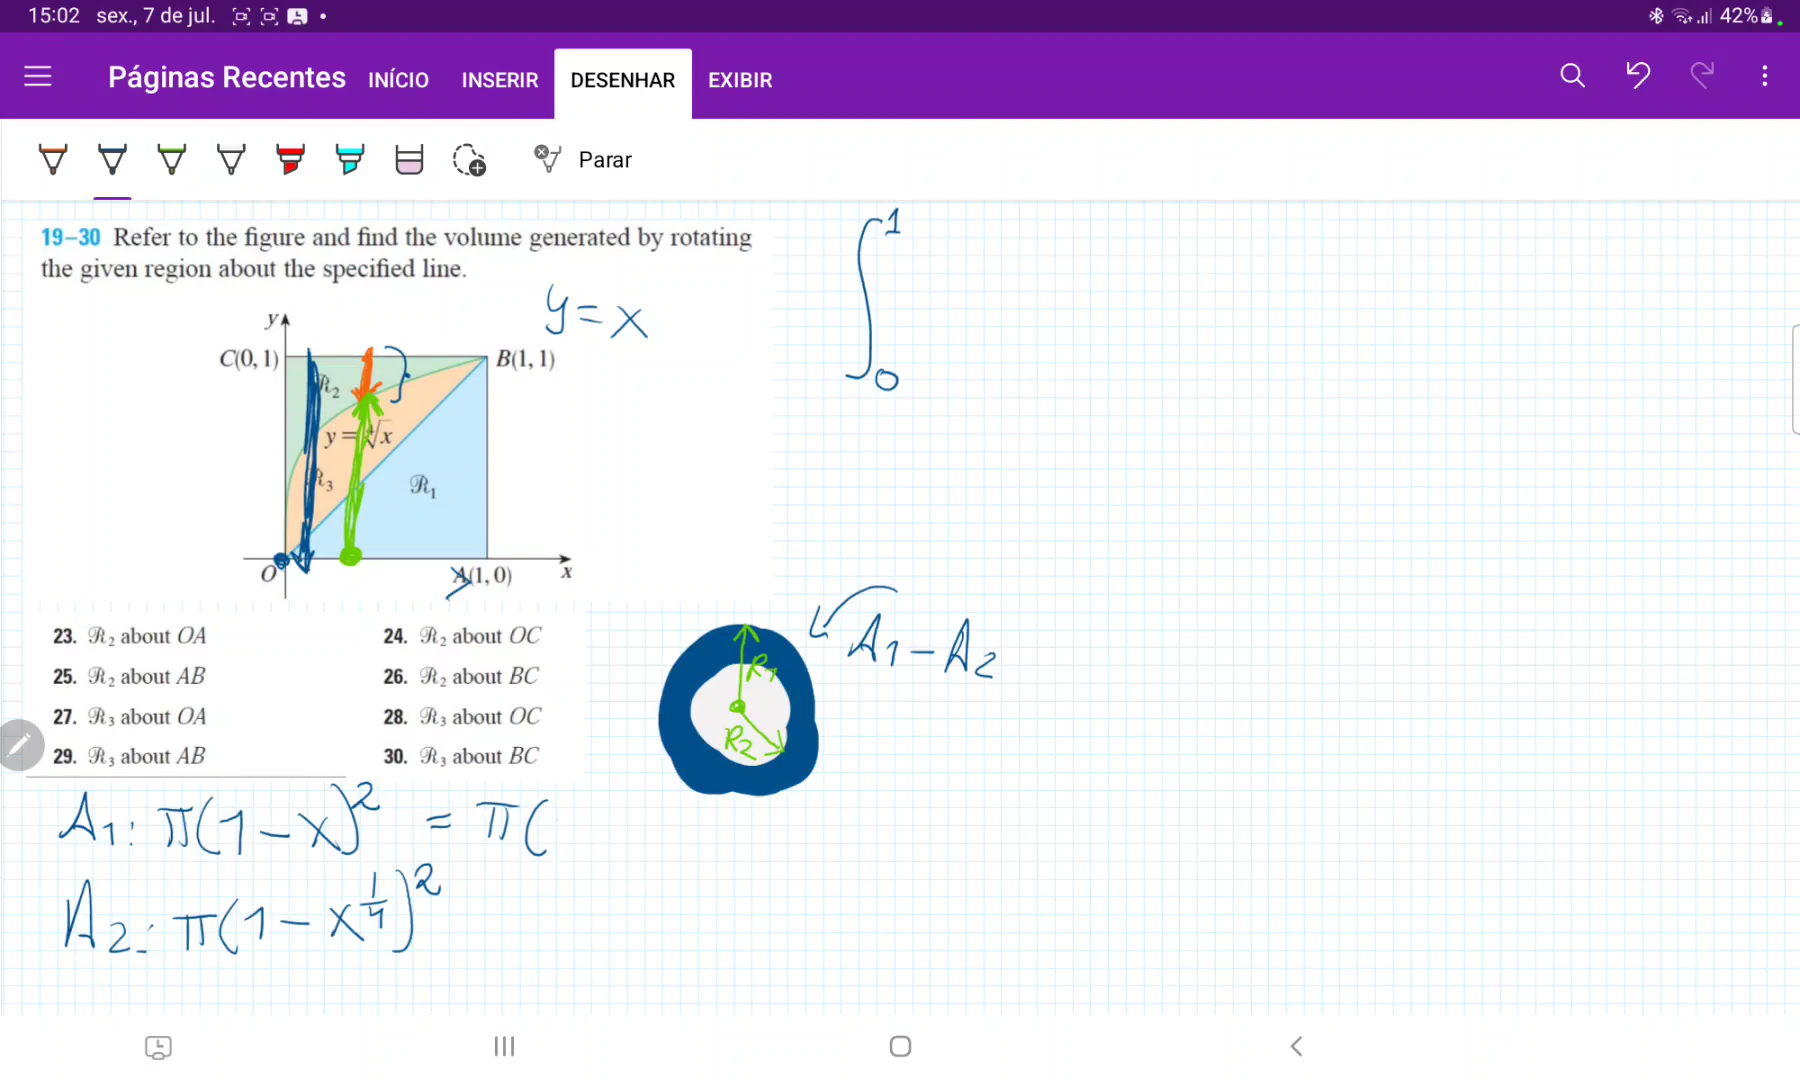 15:02 sex., 7 de jul. 42%
Páginas Recentes INÍCIO INSERIR DESENHAR EXIBIR
Parar
19–30 Refer to the figure and find the volume generated by rotating
the given region about the specified line.
y = x
∫ 1 0
y
C(0, 1) B(1, 1)
ℛ2
y = ∜x
ℛ3 ℛ1
O A(1, 0) x
23. ℛ2 about OA 24. ℛ2 about OC
25. ℛ2 about AB 26. ℛ2 about BC
27. ℛ3 about OA 28. ℛ3 about OC
29. ℛ3 about AB 30. ℛ3 about BC
R1
R2
A1 – A2
A1: π(1 – x)² = π(
A2: π(1 – x^1/4)²